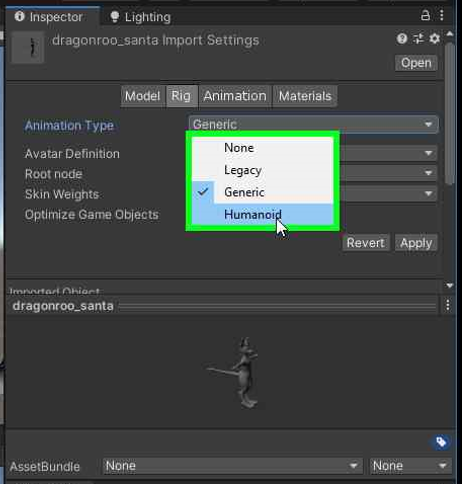 Inspector
Lighting
dragonroo_santa Import Settings
Open
Model Rig Animation Materials
Animation Type Generic
None
Avatar Definition
Legacy
Root node
Skin Weights
Generic
Optimize Game Objects
Humanoid
Revert Apply
Imported Object
dragonroo_santa
AssetBundle None None